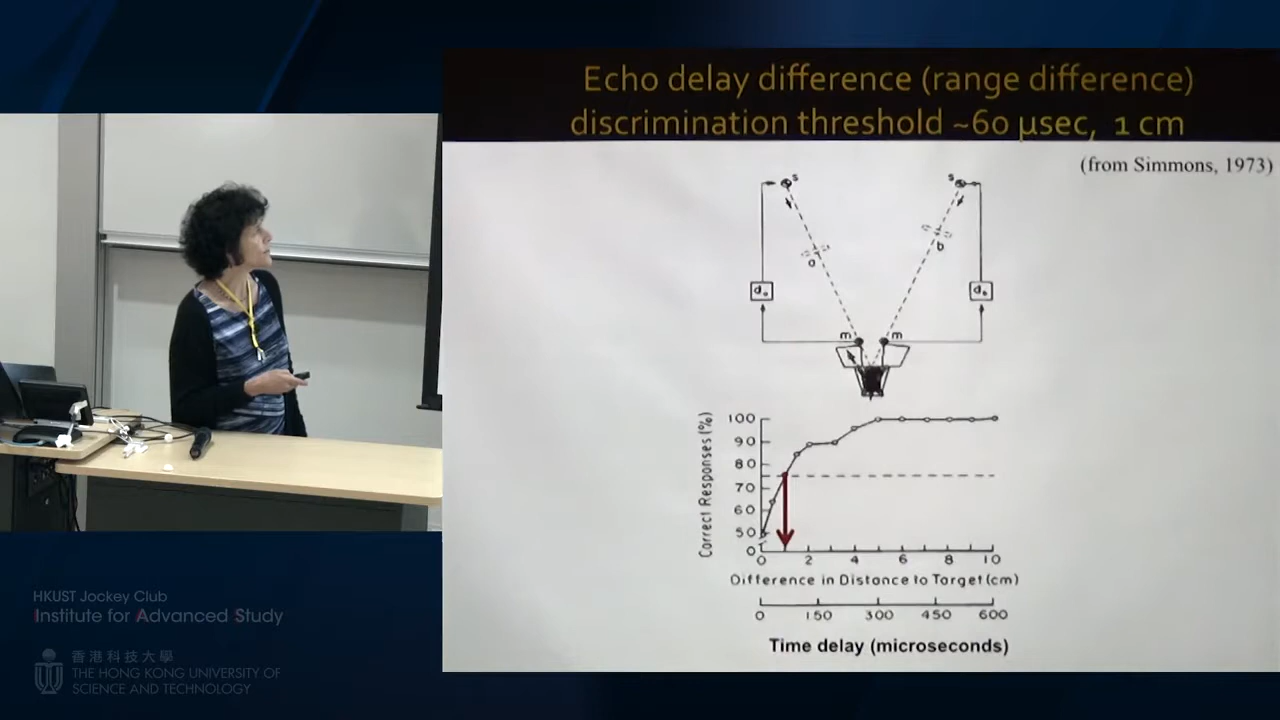 Echo delay difference (range difference)
discrimination threshold ~60 µsec, 1 cm
(from Simmons, 1973)
s
s
a
b
m
m
Correct Responses (%)
100
90
80
70
60
50
0
0 2 4 6 8 10
Difference in Distance to Target (cm)
0 150 300 450 600
Time delay (microseconds)
HKUST Jockey Club
Institute for Advanced Study
香港科技大學
THE HONG KONG UNIVERSITY OF
SCIENCE AND TECHNOLOGY